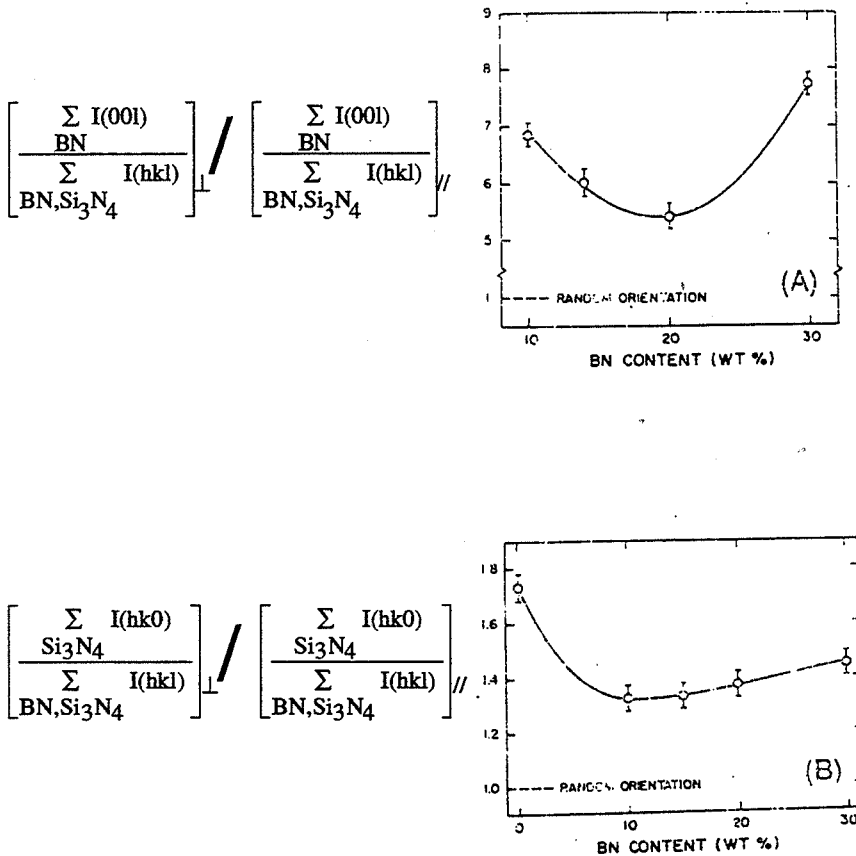 9
8
7
6
5
1
Σ I(00l)
BN
Σ I(hkl)
BN,Si3N4
⊥
/
Σ I(00l)
BN
Σ I(hkl)
BN,Si3N4
//
RANDOM ORIENTATION
(A)
10 20 30
BN CONTENT (WT %)
1.8
1.6
1.4
1.2
1.0
Σ I(hk0)
Si3N4
Σ I(hkl)
BN,Si3N4
⊥
/
Σ I(hk0)
Si3N4
Σ I(hkl)
BN,Si3N4
//
RANDOM ORIENTATION
(B)
0 10 20 30
BN CONTENT (WT %)